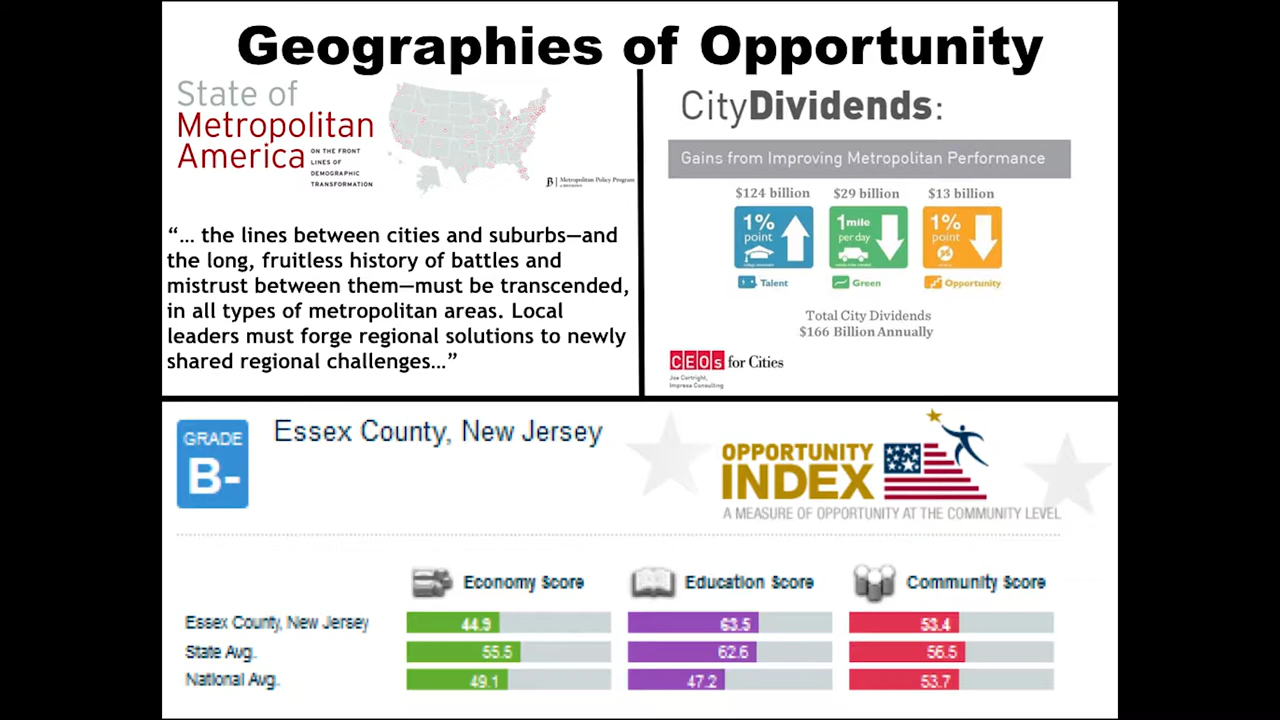 Geographies of Opportunity
State of
Metropolitan
America
ON THE FRONT
LINES OF
DEMOGRAPHIC
TRANSFORMATION
B | Metropolitan Policy Program
“… the lines between cities and suburbs—and
the long, fruitless history of battles and
mistrust between them—must be transcended,
in all types of metropolitan areas. Local
leaders must forge regional solutions to newly
shared regional challenges…”
CityDividends:
Gains from Improving Metropolitan Performance
$124 billion $29 billion $13 billion
1% point
1mile per day
1% point
Talent Green Opportunity
Total City Dividends
$166 Billion Annually
CEOs for Cities
Joe Cortright,
Impresa Consulting
GRADE
B-
Essex County, New Jersey
OPPORTUNITY
INDEX
A MEASURE OF OPPORTUNITY AT THE COMMUNITY LEVEL
Economy Score Education Score Community Score
Essex County, New Jersey 44.9 63.5 53.4
State Avg. 55.5 62.6 56.5
National Avg. 49.1 47.2 53.7